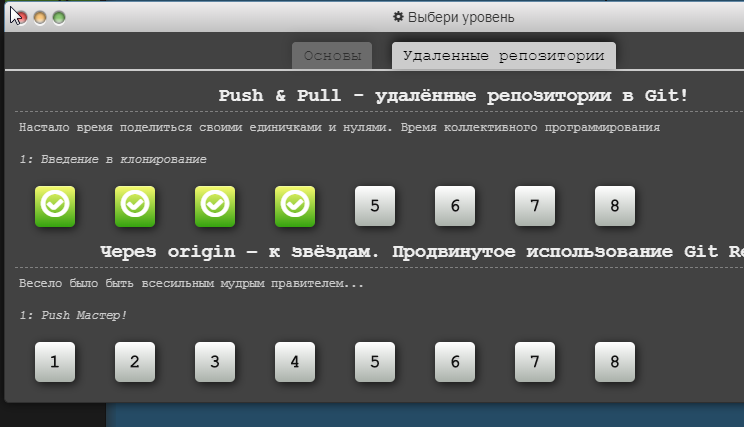 Выбери уровень
Основы Удаленные репозитории
Push & Pull - удалённые репозитории в Git!
Настало время поделиться своими единичками и нулями. Время коллективного программирования
1: Введение в клонирование
5 6 7 8
Через origin – к звёздам. Продвинутое использование Git Re
Весело было быть всесильным мудрым правителем...
1: Push Мастер!
1 2 3 4 5 6 7 8